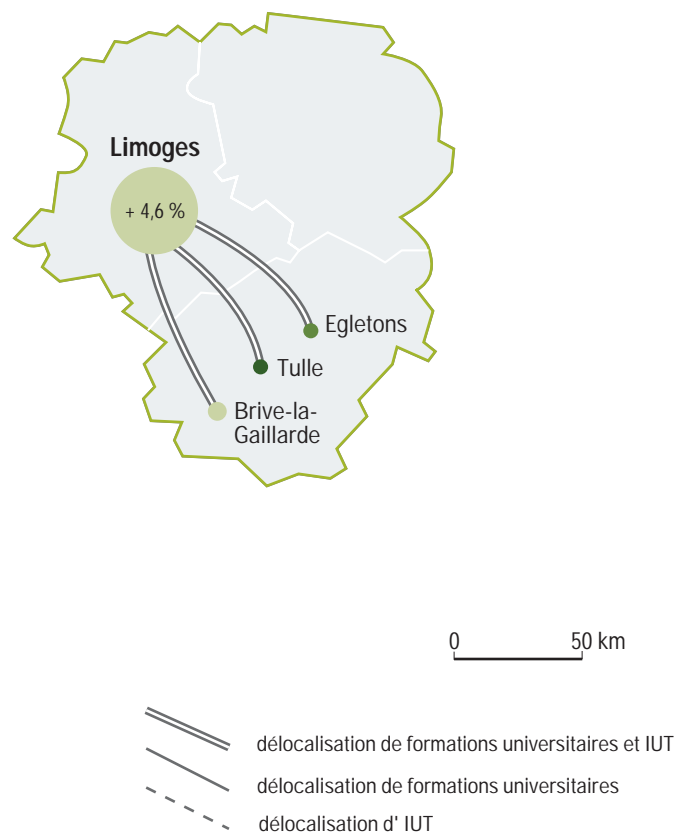 Limoges
+ 4,6 %
Egletons
Tulle
Brive-la-
Gaillarde
0 50 km
délocalisation de formations universitaires et IUT
délocalisation de formations universitaires
délocalisation d' IUT